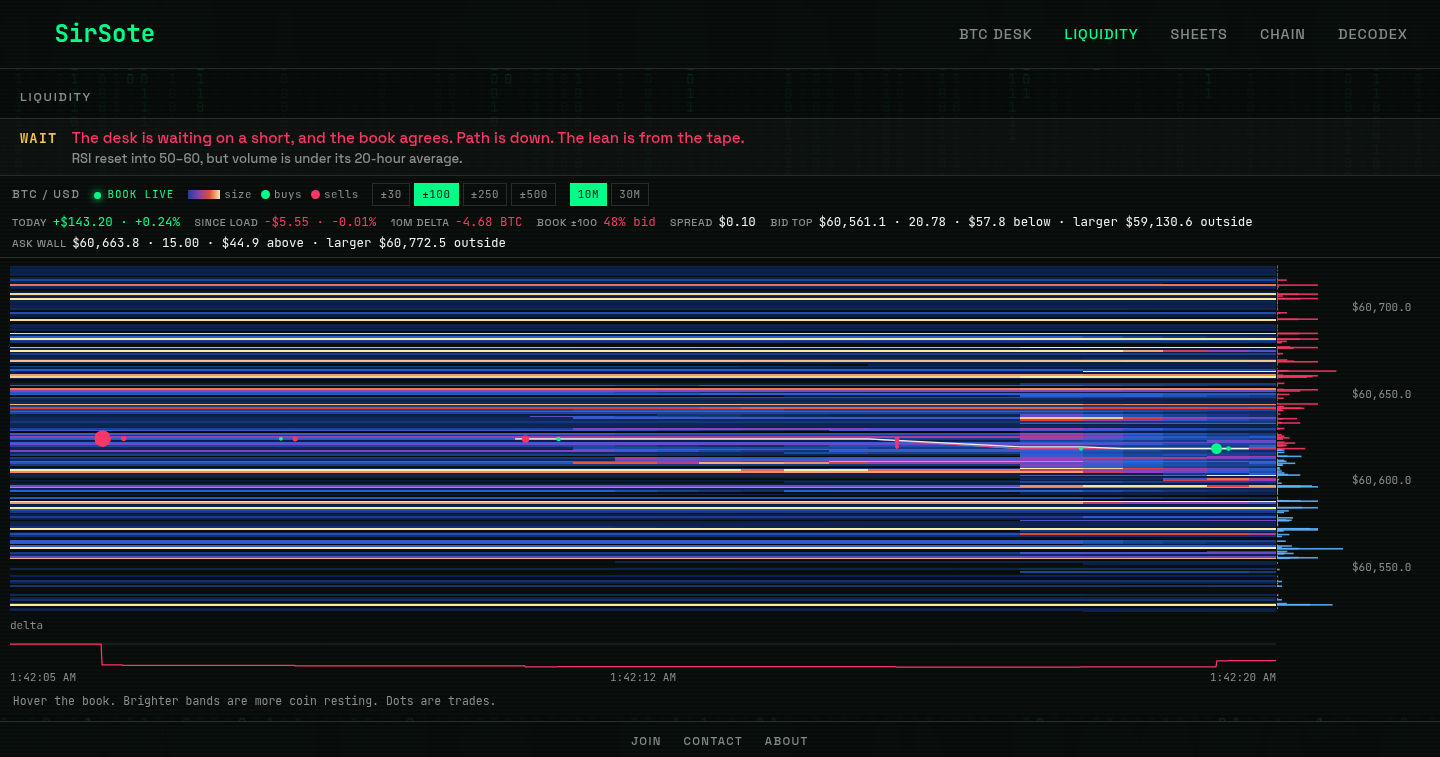 SirSote
BTC DESK LIQUIDITY SHEETS CHAIN DECODEX
LIQUIDITY
WAIT The desk is waiting on a short, and the book agrees. Path is down. The lean is from the tape.
RSI reset into 50–60, but volume is under its 20-hour average.
BTC / USD BOOK LIVE size buys sells ±30 ±100 ±250 ±500 10M 30M
TODAY +$143.20 · +0.24% SINCE LOAD -$5.55 · -0.01% 10M DELTA -4.68 BTC BOOK ±100 48% bid SPREAD $0.10 BID TOP $60,561.1 · 20.78 · $57.8 below · larger $59,130.6 outside
ASK WALL $60,663.8 · 15.00 · $44.9 above · larger $60,772.5 outside
$60,700.0
$60,650.0
$60,600.0
$60,550.0
delta
1:42:05 AM 1:42:12 AM 1:42:20 AM
Hover the book. Brighter bands are more coin resting. Dots are trades.
JOIN CONTACT ABOUT